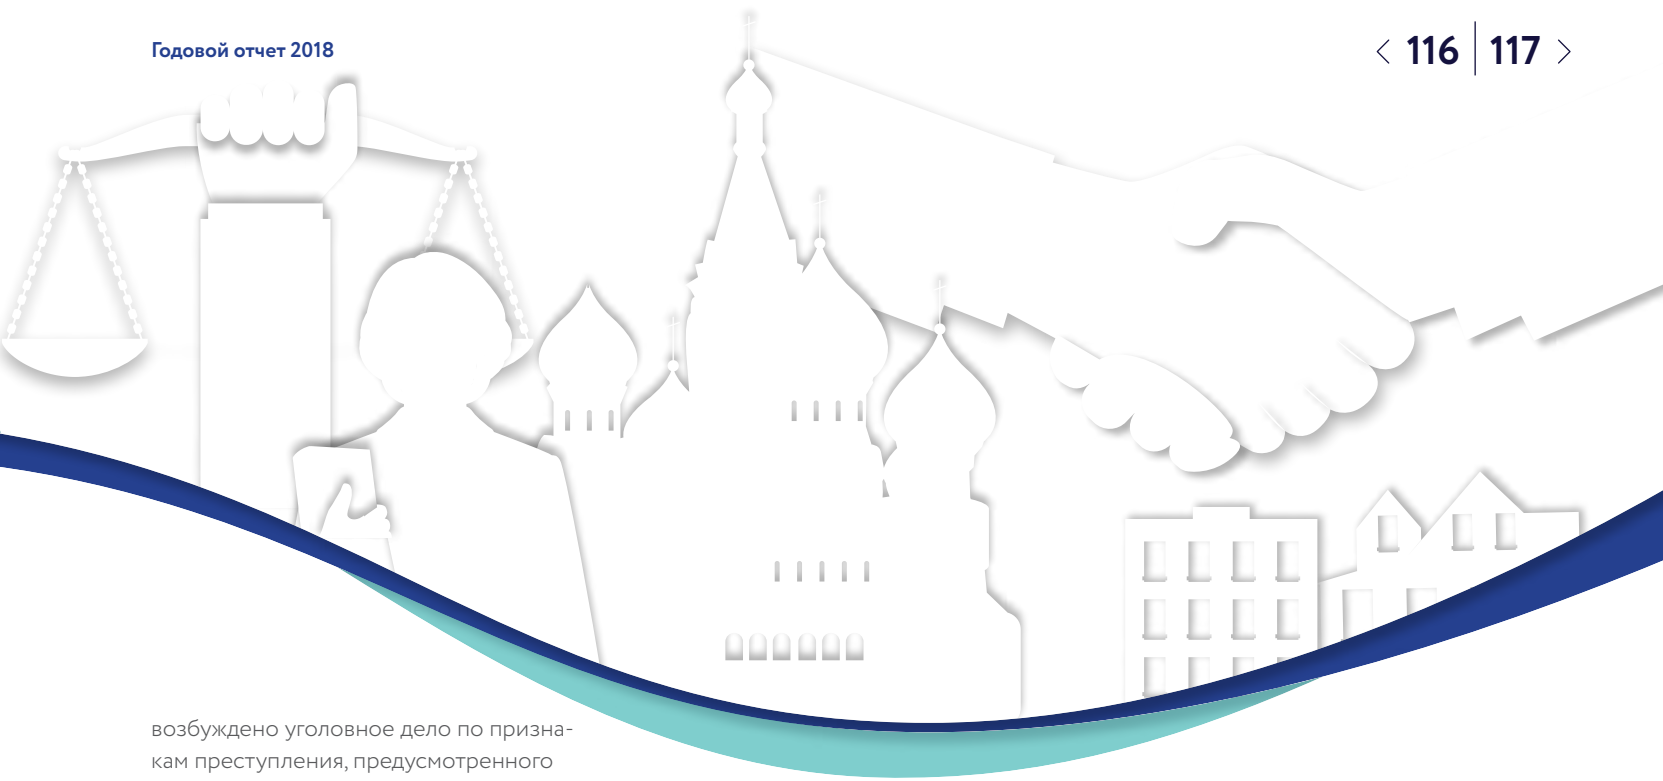 Годовой отчет 2018
116 | 117
возбуждено уголовное дело по призна-
кам преступления, предусмотренного